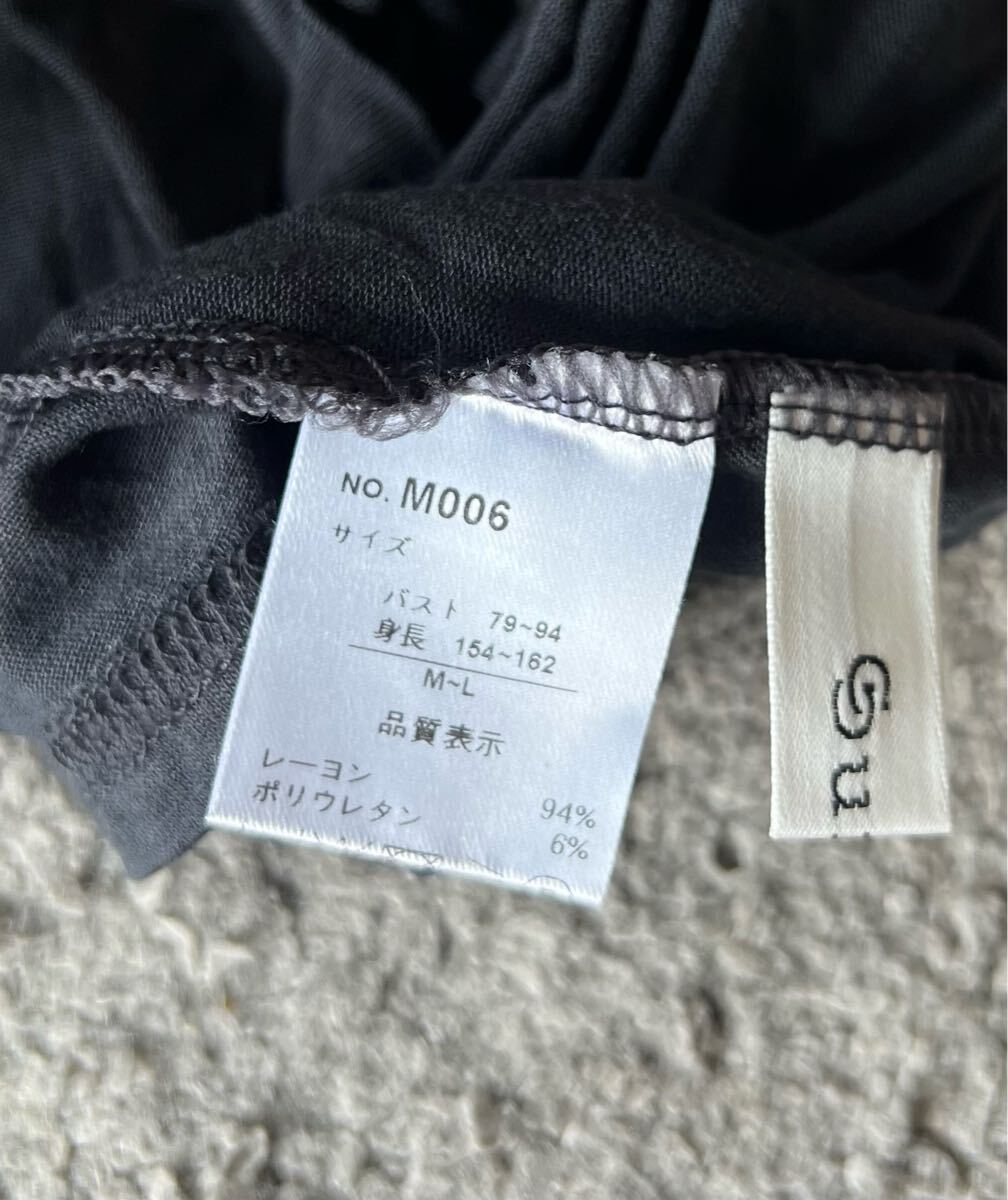 NO. M006
サイズ
バスト 79~94
身長 154~162
M~L
品質表示
レーヨン 94%
ポリウレタン 6%
Gu